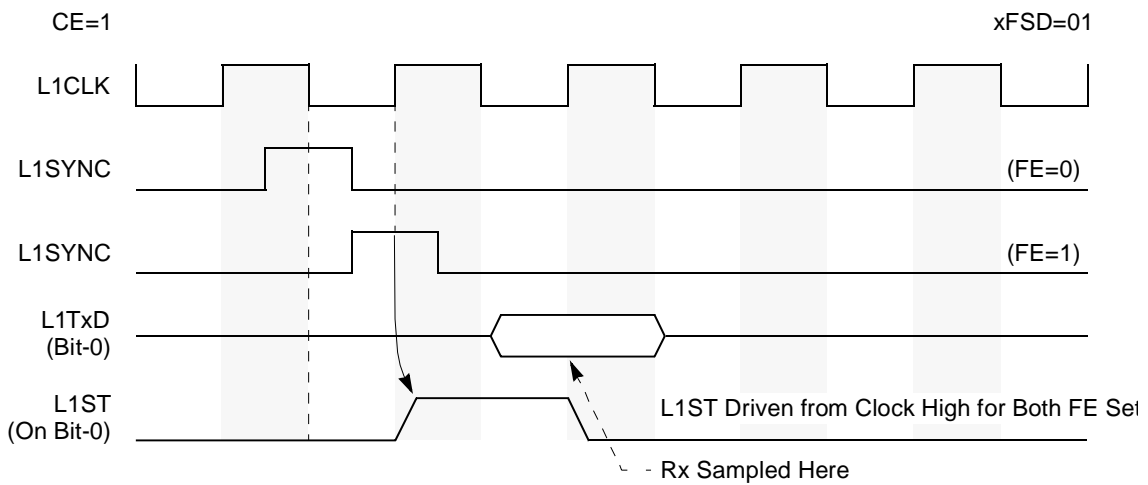 CE=1
xFSD=01
L1CLK
L1SYNC
(FE=0)
L1SYNC
(FE=1)
L1TxD
(Bit-0)
L1ST
(On Bit-0)
L1ST Driven from Clock High for Both FE Set
Rx Sampled Here